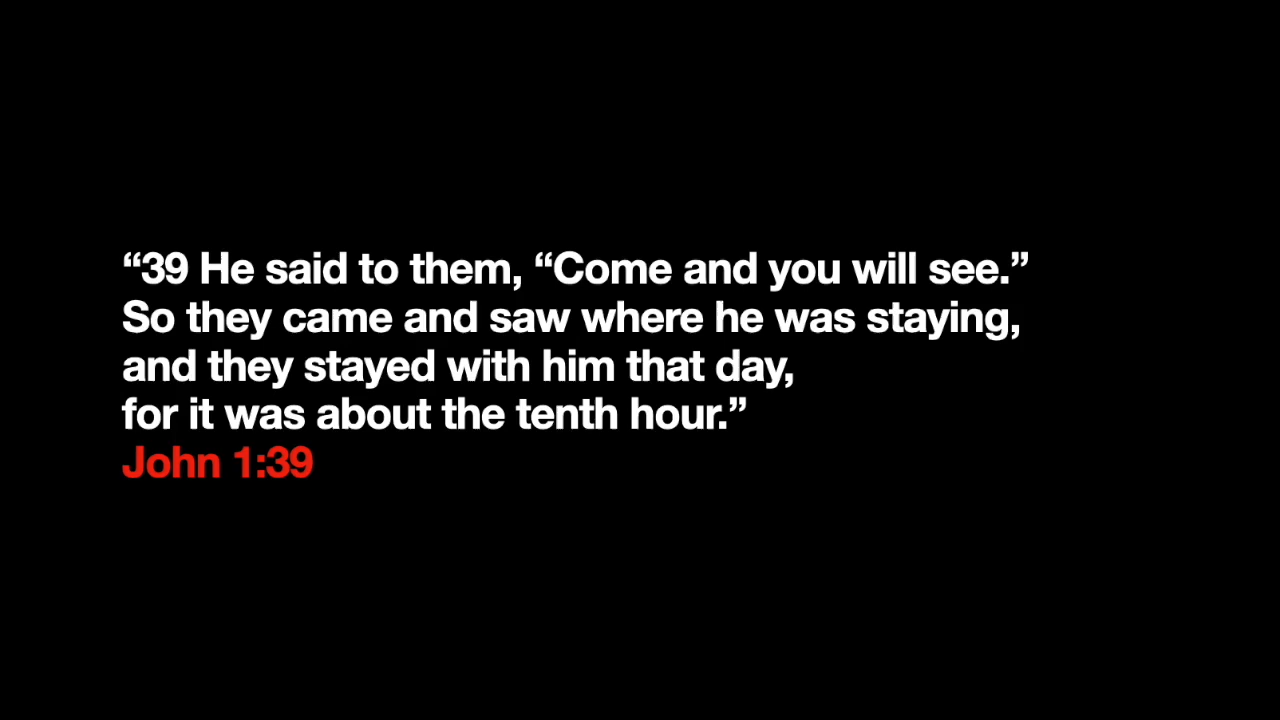 “39 He said to them, “Come and you will see.”
So they came and saw where he was staying,
and they stayed with him that day,
for it was about the tenth hour.”
John 1:39